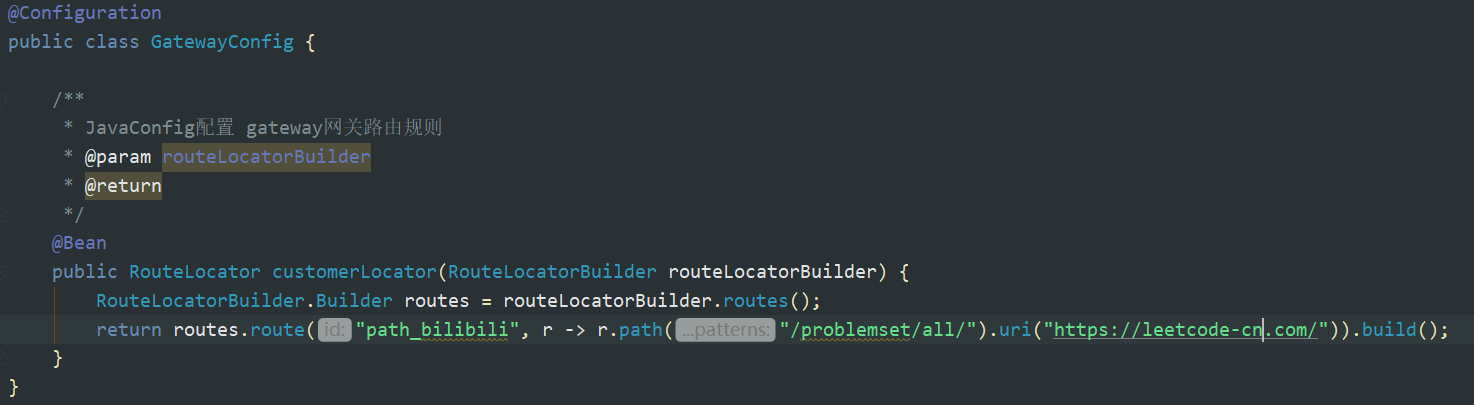 @Configuration
public class GatewayConfig {
/**
* JavaConfig配置 gateway网关路由规则
* @param routeLocatorBuilder
* @return
*/
@Bean
public RouteLocator customerLocator(RouteLocatorBuilder routeLocatorBuilder) {
RouteLocatorBuilder.Builder routes = routeLocatorBuilder.routes();
return routes.route( id: "path_bilibili", r -> r.path( ...patterns: "/problemset/all/").uri("https://leetcode-cn.com/")).build();
}
}